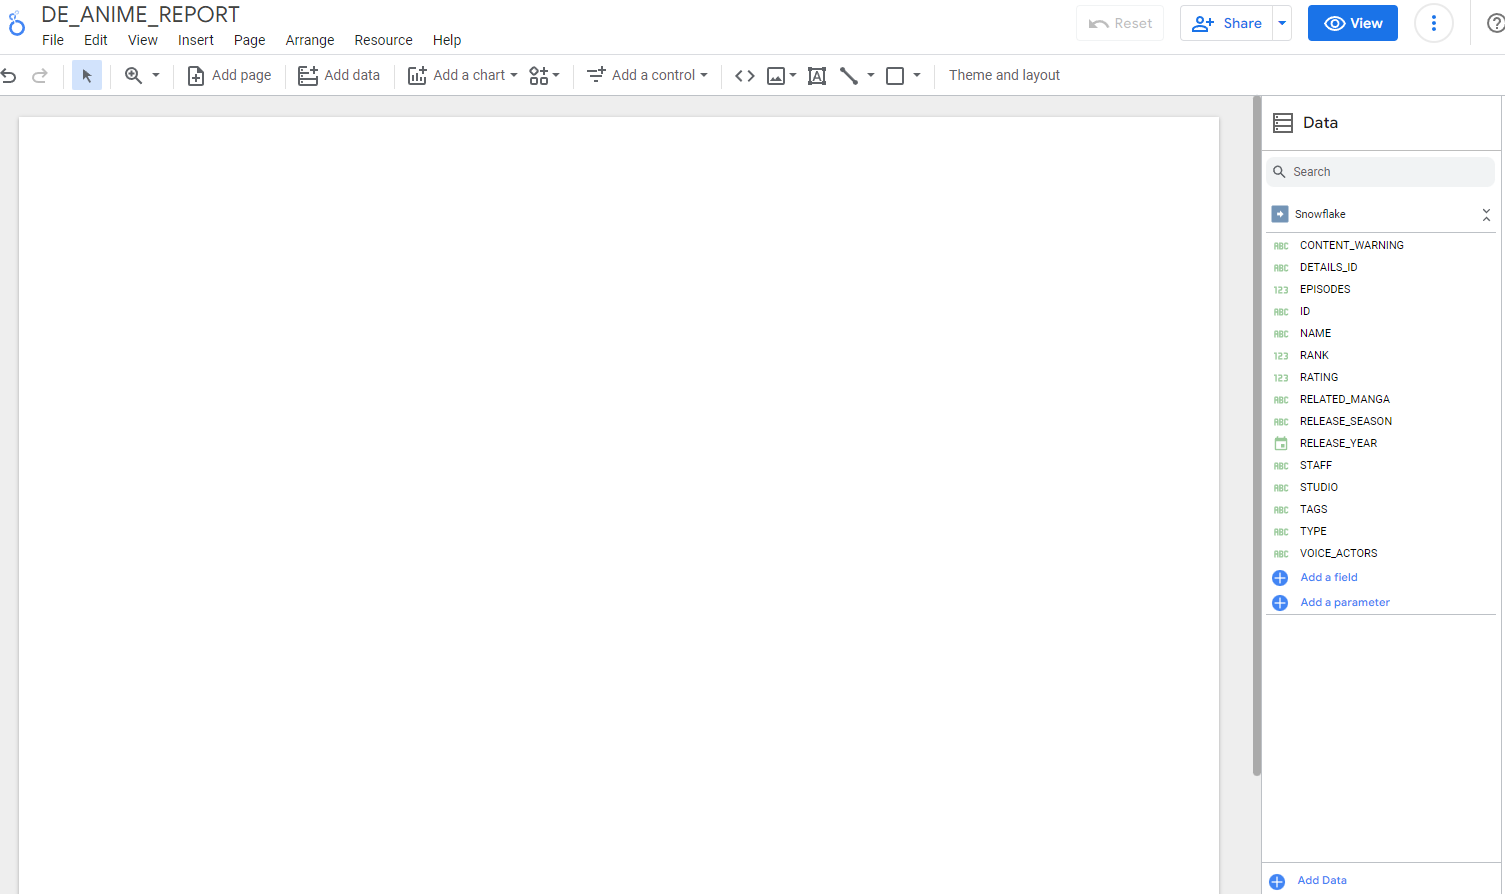 DE_ANIME_REPORT
File Edit View Insert Page Arrange Resource Help
Reset
Share
View
Add page
Add data
Add a chart
Add a control
Theme and layout
Data
Search
Snowflake
ABC CONTENT_WARNING
ABC DETAILS_ID
123 EPISODES
ABC ID
ABC NAME
123 RANK
123 RATING
ABC RELATED_MANGA
ABC RELEASE_SEASON
RELEASE_YEAR
ABC STAFF
ABC STUDIO
ABC TAGS
ABC TYPE
ABC VOICE_ACTORS
Add a field
Add a parameter
Add Data